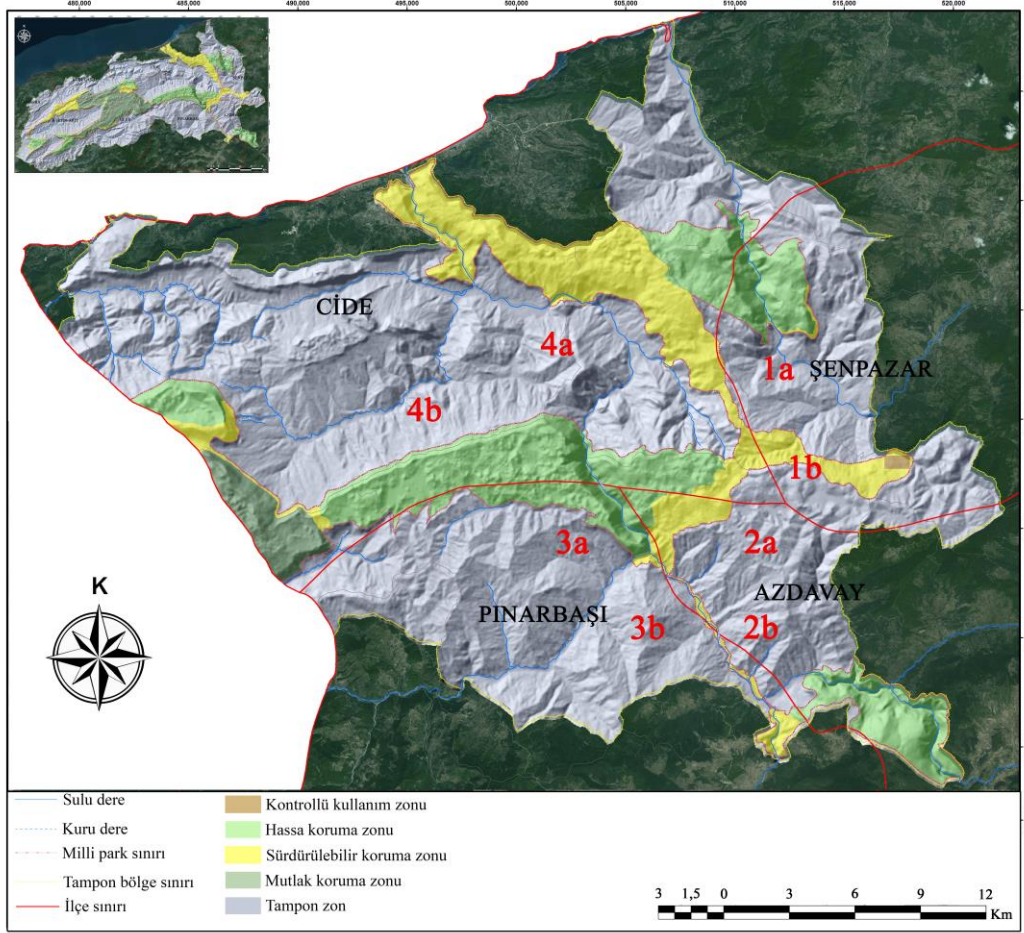 480,000 485,000 490,000 495,000 500,000 505,000 510,000 515,000 520,000
CİDE
4a
1a ŞENPAZAR
4b
1b
3a 2a
AZDAVAY
PINARBAŞI 3b 2b
K
Sulu dere
Kuru dere
Milli park sınırı
Tampon bölge sınırı
İlçe sınırı
Kontrollü kullanım zonu
Hassa koruma zonu
Sürdürülebilir koruma zonu
Mutlak koruma zonu
Tampon zon
3 1,5 0 3 6 9 12
Km